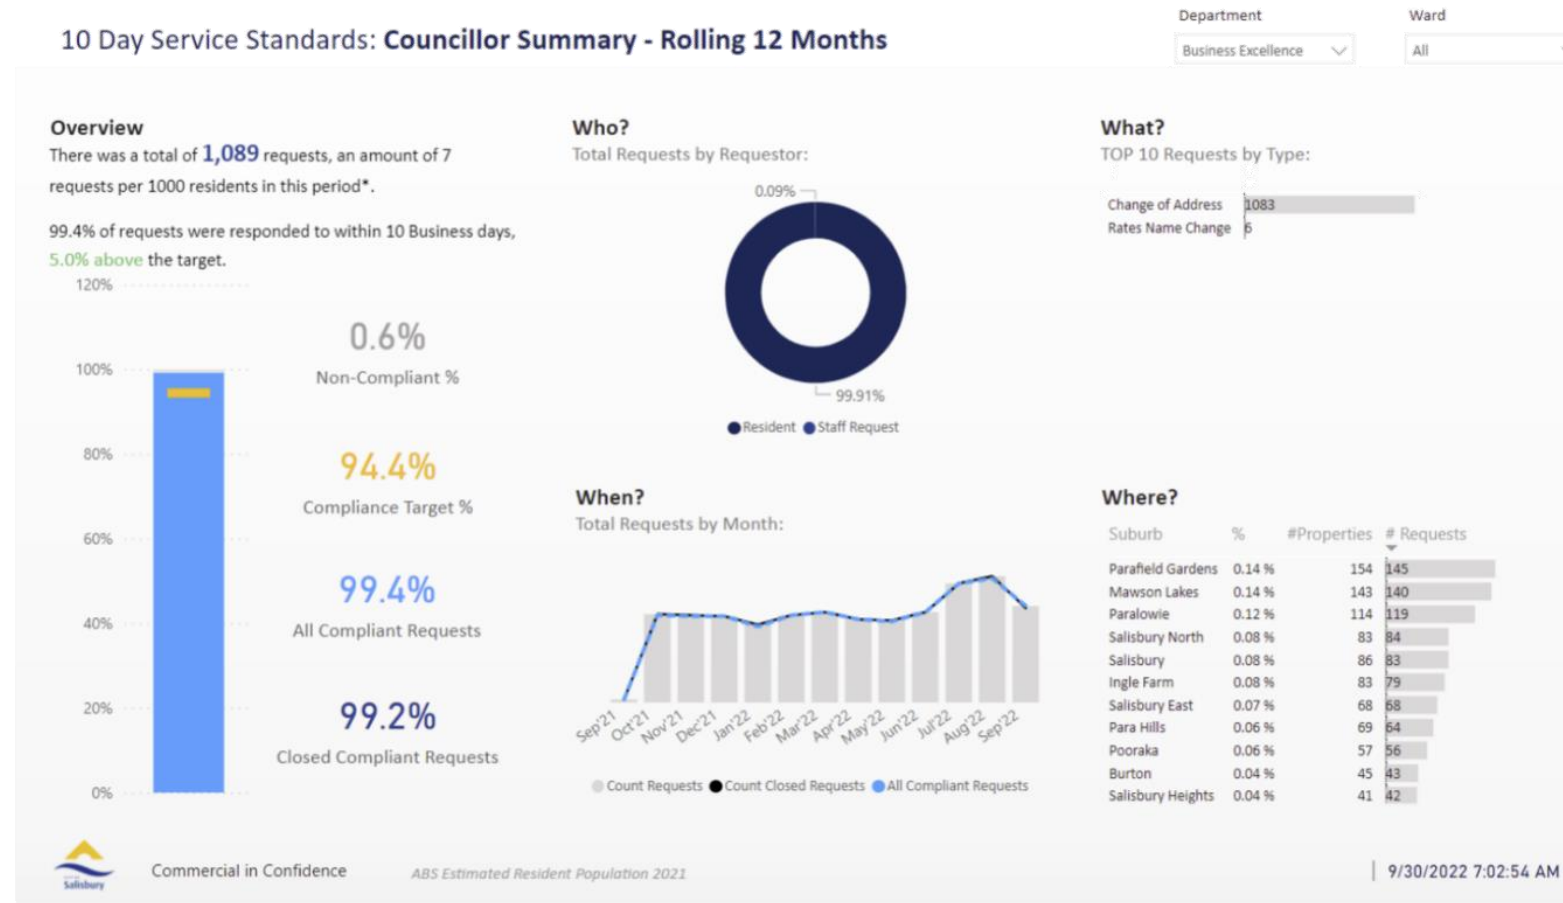 10 Day Service Standards: Councillor Summary - Rolling 12 Months
Department
Business Excellence
Ward
All
Overview
There was a total of 1,089 requests, an amount of 7
requests per 1000 residents in this period*.
99.4% of requests were responded to within 10 Business days,
5.0% above the target.
120%
100%
80%
60%
40%
20%
0%
0.6%
Non-Compliant %
94.4%
Compliance Target %
99.4%
All Compliant Requests
99.2%
Closed Compliant Requests
Who?
Total Requests by Requestor:
0.09%
99.91%
Resident Staff Request
When?
Total Requests by Month:
Sep'21 Oct'21 Nov'21 Dec'21 Jan'22 Feb'22 Mar'22 Apr'22 May'22 Jun'22 Jul'22 Aug'22 Sep'22
Count Requests Count Closed Requests All Compliant Requests
What?
TOP 10 Requests by Type:
Change of Address 1083
Rates Name Change 6
Where?
Suburb % #Properties # Requests
Parafield Gardens 0.14 % 154 145
Mawson Lakes 0.14 % 143 140
Paralowie 0.12 % 114 119
Salisbury North 0.08 % 83 84
Salisbury 0.08 % 86 83
Ingle Farm 0.08 % 83 79
Salisbury East 0.07 % 68 68
Para Hills 0.06 % 69 64
Pooraka 0.06 % 57 56
Burton 0.04 % 45 43
Salisbury Heights 0.04 % 41 42
Salisbury
Commercial in Confidence
ABS Estimated Resident Population 2021
9/30/2022 7:02:54 AM